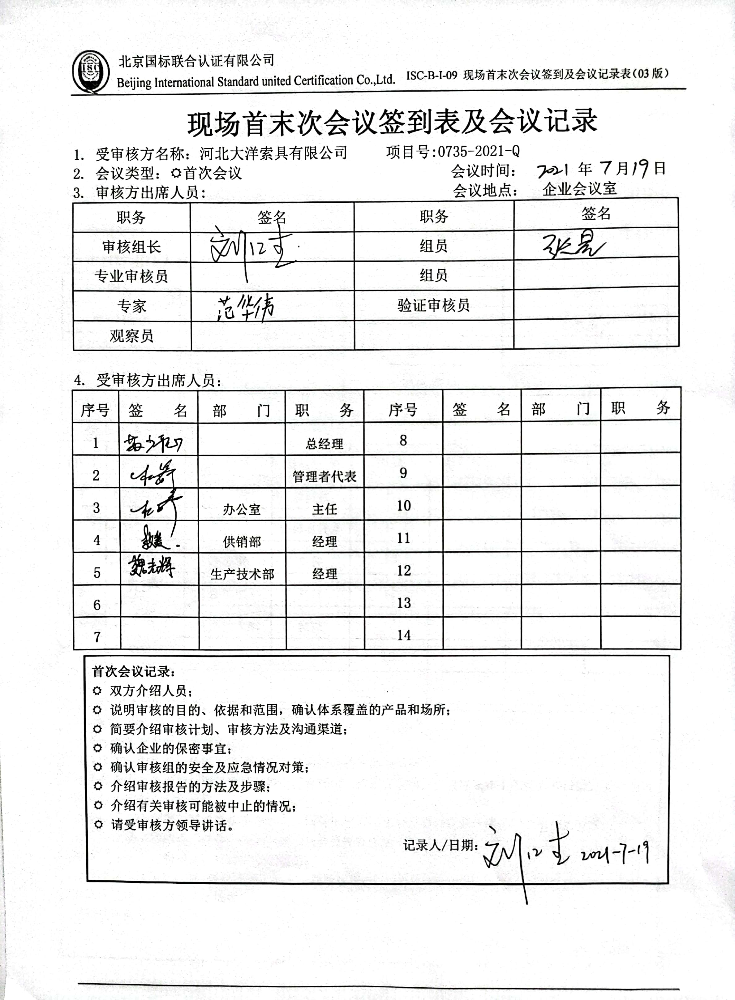 ISC
北京国标联合认证有限公司
Beijing International Standard united Certification Co.,Ltd. ISC-B-I-09 现场首末次会议签到及会议记录表(03版)
现场首末次会议签到表及会议记录
1. 受审核方名称: 河北大洋索具有限公司 项目号:0735-2021-Q
2. 会议类型: 首次会议 会议时间: 2021 年 7 月 19 日
3. 审核方出席人员: 会议地点: 企业会议室
职务 签名 职务 签名
审核组长 刘 组员 张
专业审核员 组员
专家 范华伟 验证审核员
观察员
4. 受审核方出席人员:
序号 签 名 部 门 职 务 序号 签 名 部 门 职 务
1 总经理 8
2 管理者代表 9
3 办公室 主任 10
4 供销部 经理 11
5 魏志辉 生产技术部 经理 12
6 13
7 14
首次会议记录:
双方介绍人员;
说明审核的目的、依据和范围, 确认体系覆盖的产品和场所;
简要介绍审核计划、审核方法及沟通渠道;
确认企业的保密事宜;
确认审核组的安全及应急情况对策;
介绍审核报告的方法及步骤;
介绍有关审核可能被中止的情况;
请受审核方领导讲话。
记录人/日期: 刘 2021-7-19